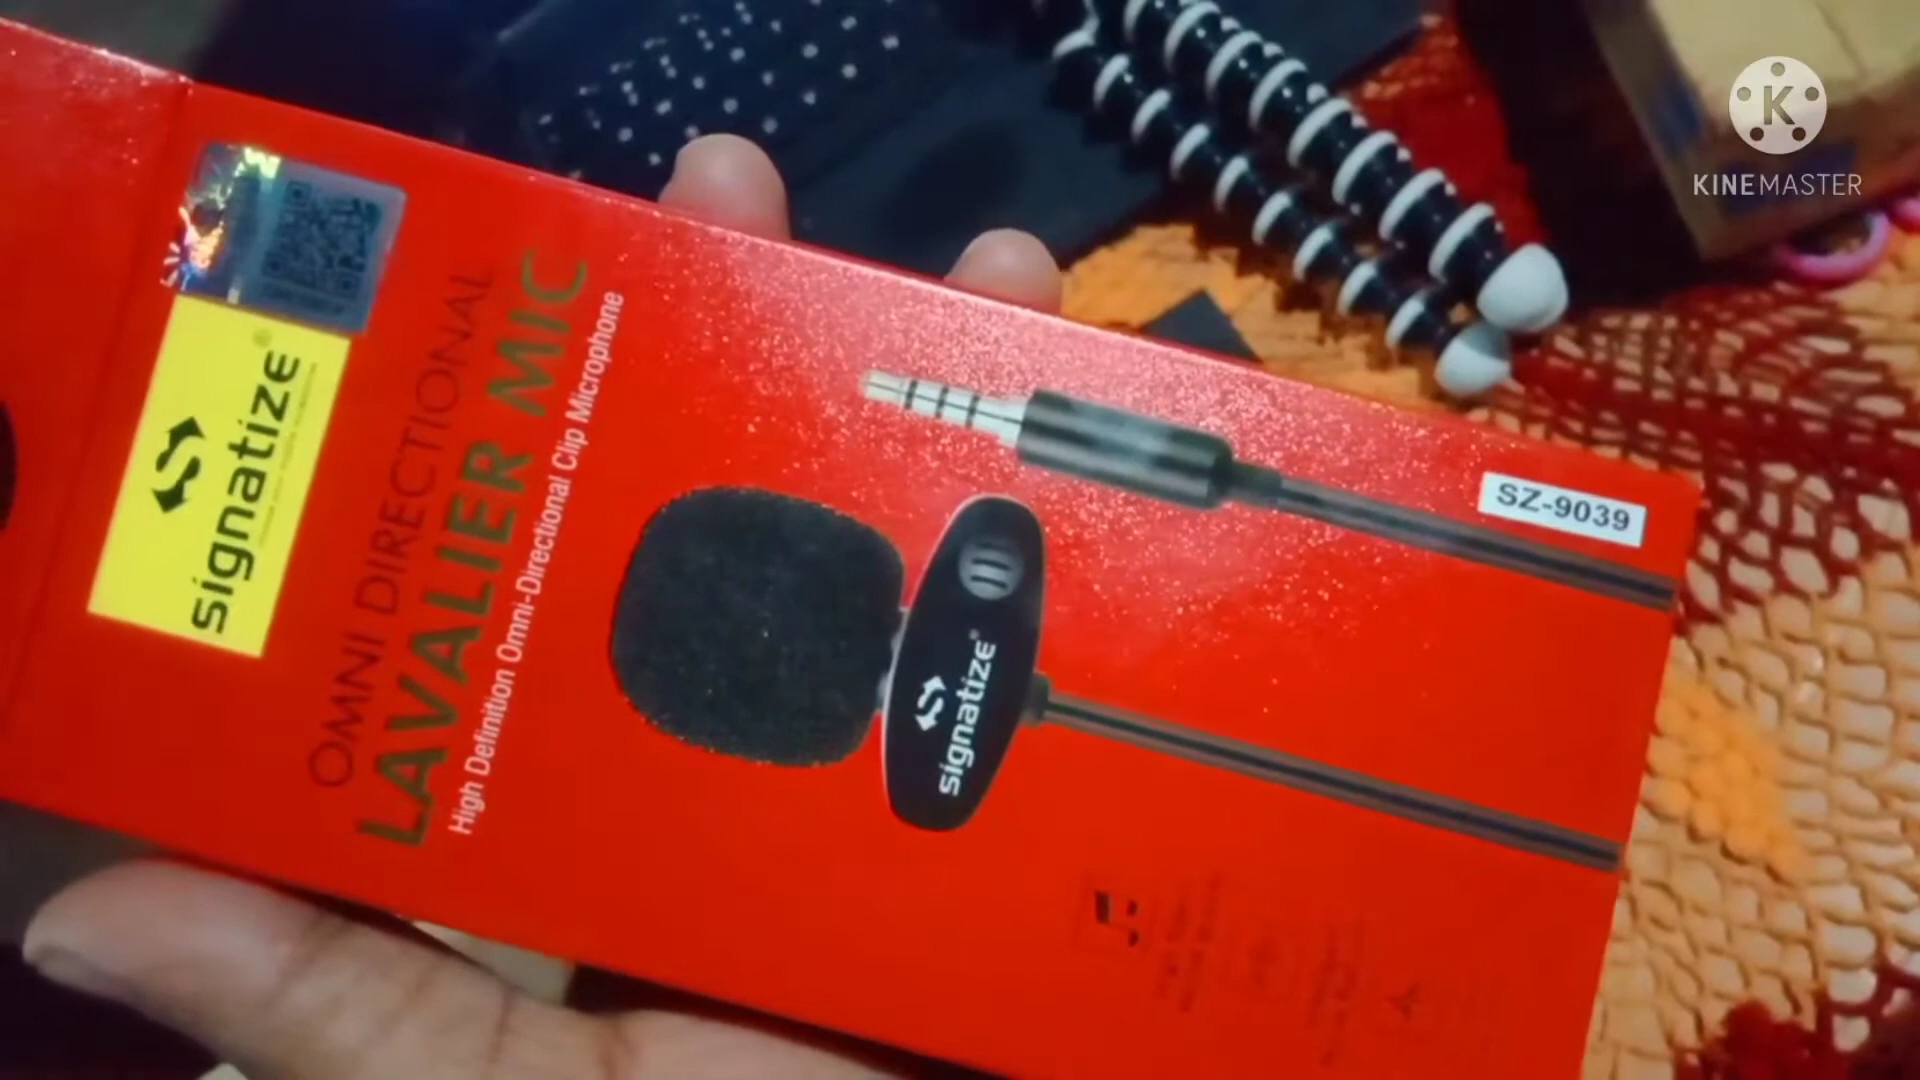 signatize®
OMNI DIRECTIONAL
LAVALIER MIC
High Definition Omni-Directional Clip Microphone
signatize®
SZ-9039
K
KINEMASTER